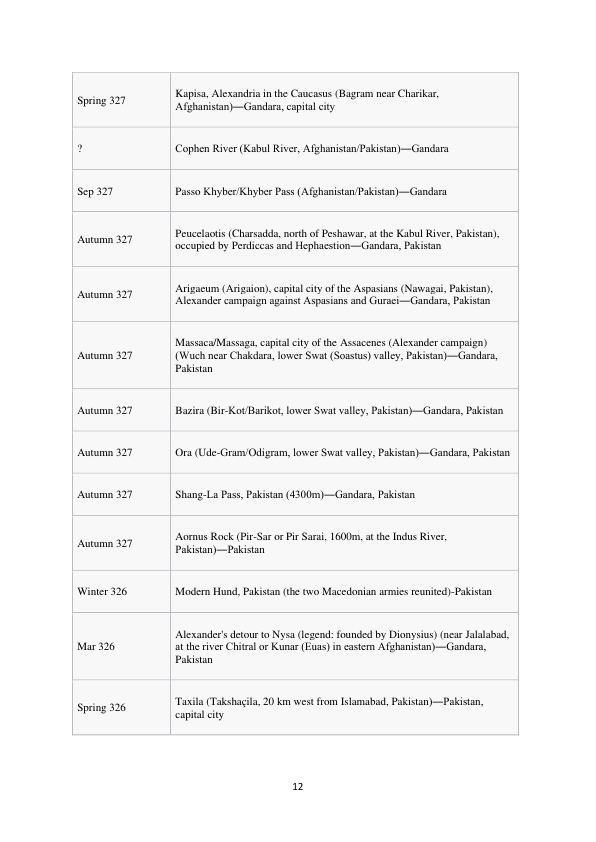 Spring 327
Kapisa, Alexandria in the Caucasus (Bagram near Charikar,
Afghanistan)—Gandara, capital city
?
Cophen River (Kabul River, Afghanistan/Pakistan)—Gandara
Sep 327
Passo Khyber/Khyber Pass (Afghanistan/Pakistan)—Gandara
Autumn 327
Peucelaotis (Charsadda, north of Peshawar, at the Kabul River, Pakistan),
occupied by Perdiccas and Hephaestion—Gandara, Pakistan
Autumn 327
Arigaeum (Arigaion), capital city of the Aspasians (Nawagai, Pakistan),
Alexander campaign against Aspasians and Guraei—Gandara, Pakistan
Autumn 327
Massaca/Massaga, capital city of the Assacenes (Alexander campaign)
(Wuch near Chakdara, lower Swat (Soastus) valley, Pakistan)—Gandara,
Pakistan
Autumn 327
Bazira (Bir-Kot/Barikot, lower Swat valley, Pakistan)—Gandara, Pakistan
Autumn 327
Ora (Ude-Gram/Odigram, lower Swat valley, Pakistan)—Gandara, Pakistan
Autumn 327
Shang-La Pass, Pakistan (4300m)—Gandara, Pakistan
Autumn 327
Aornus Rock (Pir-Sar or Pir Sarai, 1600m, at the Indus River,
Pakistan)—Pakistan
Winter 326
Modern Hund, Pakistan (the two Macedonian armies reunited)-Pakistan
Mar 326
Alexander's detour to Nysa (legend: founded by Dionysius) (near Jalalabad,
at the river Chitral or Kunar (Euas) in eastern Afghanistan)—Gandara,
Pakistan
Spring 326
Taxila (Takshaçila, 20 km west from Islamabad, Pakistan)—Pakistan,
capital city
12